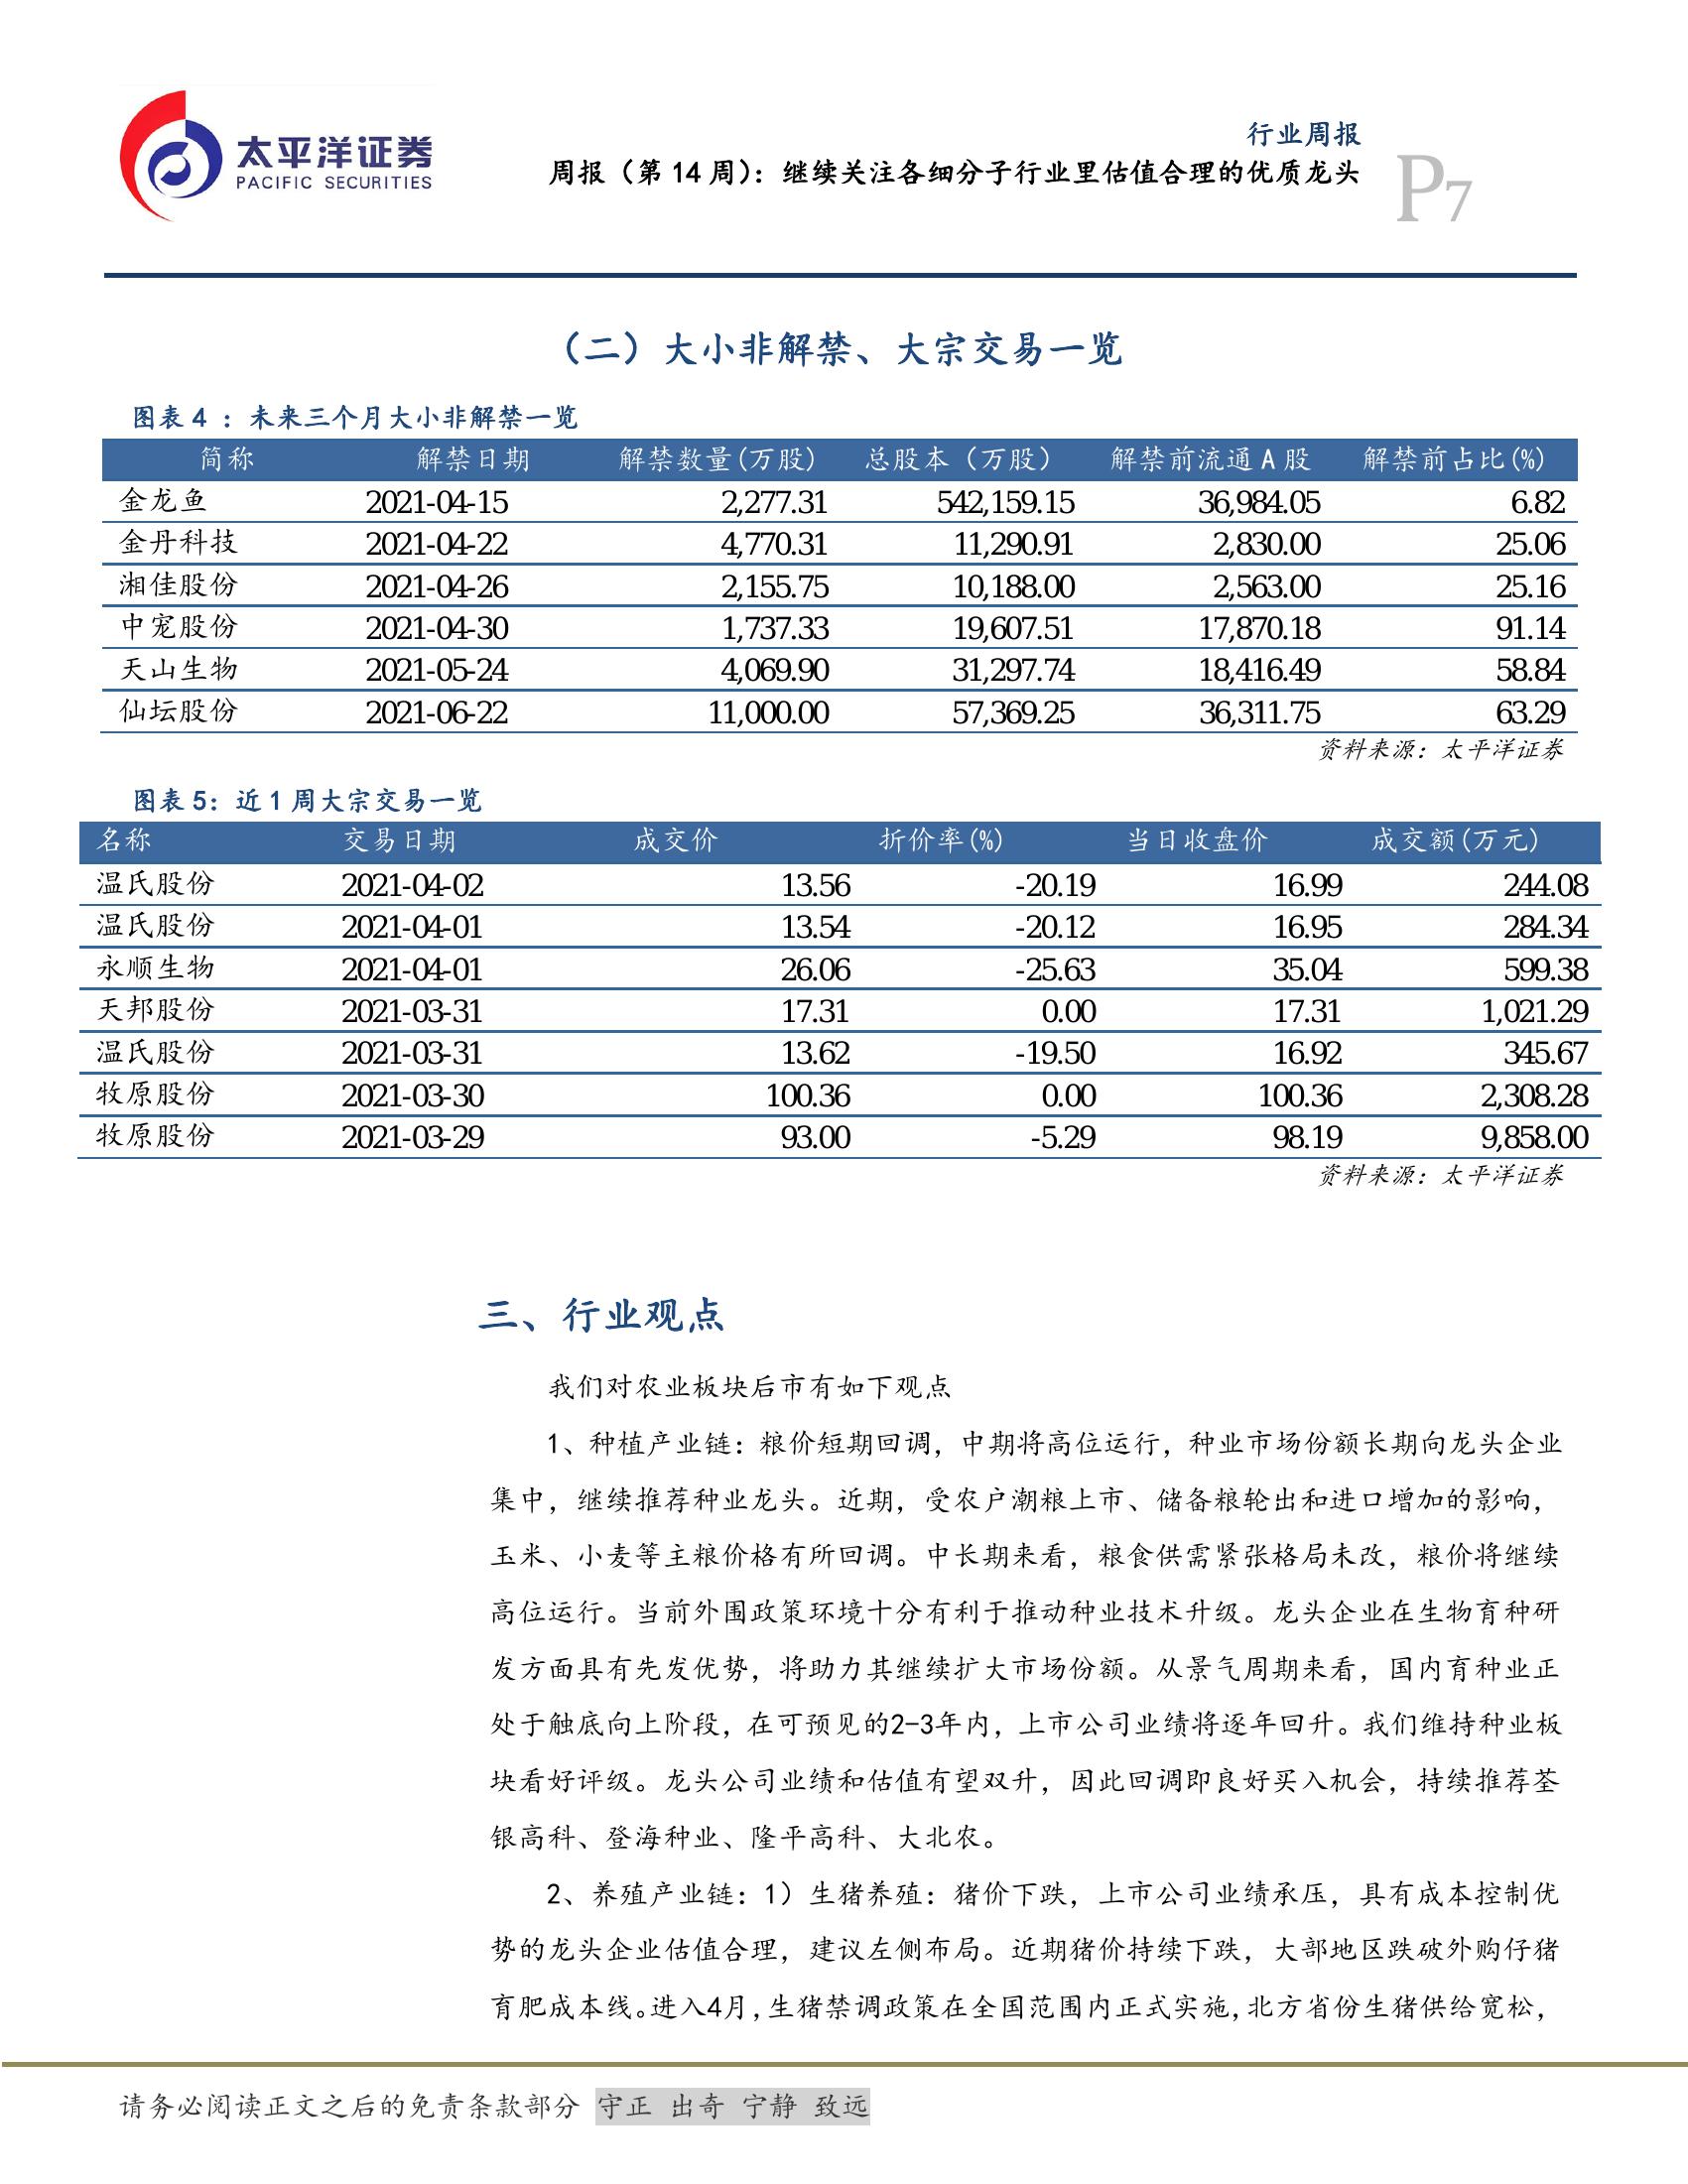 太平洋证券
PACIFIC SECURITIES
行业周报
周报（第14周）：继续关注各细分子行业里估值合理的优质龙头
P7
（二）大小非解禁、大宗交易一览
图表4 ：未来三个月大小非解禁一览
简称 解禁日期 解禁数量(万股) 总股本（万股） 解禁前流通A股 解禁前占比(%)
金龙鱼 2021-04-15 2,277.31 542,159.15 36,984.05 6.82
金丹科技 2021-04-22 4,770.31 11,290.91 2,830.00 25.06
湘佳股份 2021-04-26 2,155.75 10,188.00 2,563.00 25.16
中宠股份 2021-04-30 1,737.33 19,607.51 17,870.18 91.14
天山生物 2021-05-24 4,069.90 31,297.74 18,416.49 58.84
仙坛股份 2021-06-22 11,000.00 57,369.25 36,311.75 63.29
资料来源：太平洋证券
图表5：近1周大宗交易一览
名称 交易日期 成交价 折价率(%) 当日收盘价 成交额(万元)
温氏股份 2021-04-02 13.56 -20.19 16.99 244.08
温氏股份 2021-04-01 13.54 -20.12 16.95 284.34
永顺生物 2021-04-01 26.06 -25.63 35.04 599.38
天邦股份 2021-03-31 17.31 0.00 17.31 1,021.29
温氏股份 2021-03-31 13.62 -19.50 16.92 345.67
牧原股份 2021-03-30 100.36 0.00 100.36 2,308.28
牧原股份 2021-03-29 93.00 -5.29 98.19 9,858.00
资料来源：太平洋证券
三、行业观点
我们对农业板块后市有如下观点
1、种植产业链：粮价短期回调，中期将高位运行，种业市场份额长期向龙头企业
集中，继续推荐种业龙头。近期，受农户潮粮上市、储备粮轮出和进口增加的影响，
玉米、小麦等主粮价格有所回调。中长期来看，粮食供需紧张格局未改，粮价将继续
高位运行。当前外围政策环境十分有利于推动种业技术升级。龙头企业在生物育种研
发方面具有先发优势，将助力其继续扩大市场份额。从景气周期来看，国内育种业正
处于触底向上阶段，在可预见的2-3年内，上市公司业绩将逐年回升。我们维持种业板
块看好评级。龙头公司业绩和估值有望双升，因此回调即良好买入机会，持续推荐荃
银高科、登海种业、隆平高科、大北农。
2、养殖产业链：1）生猪养殖：猪价下跌，上市公司业绩承压，具有成本控制优
势的龙头企业估值合理，建议左侧布局。近期猪价持续下跌，大部地区跌破外购仔猪
育肥成本线。进入4月,生猪禁调政策在全国范围内正式实施,北方省份生猪供给宽松，
请务必阅读正文之后的免责条款部分 守正 出奇 宁静 致远